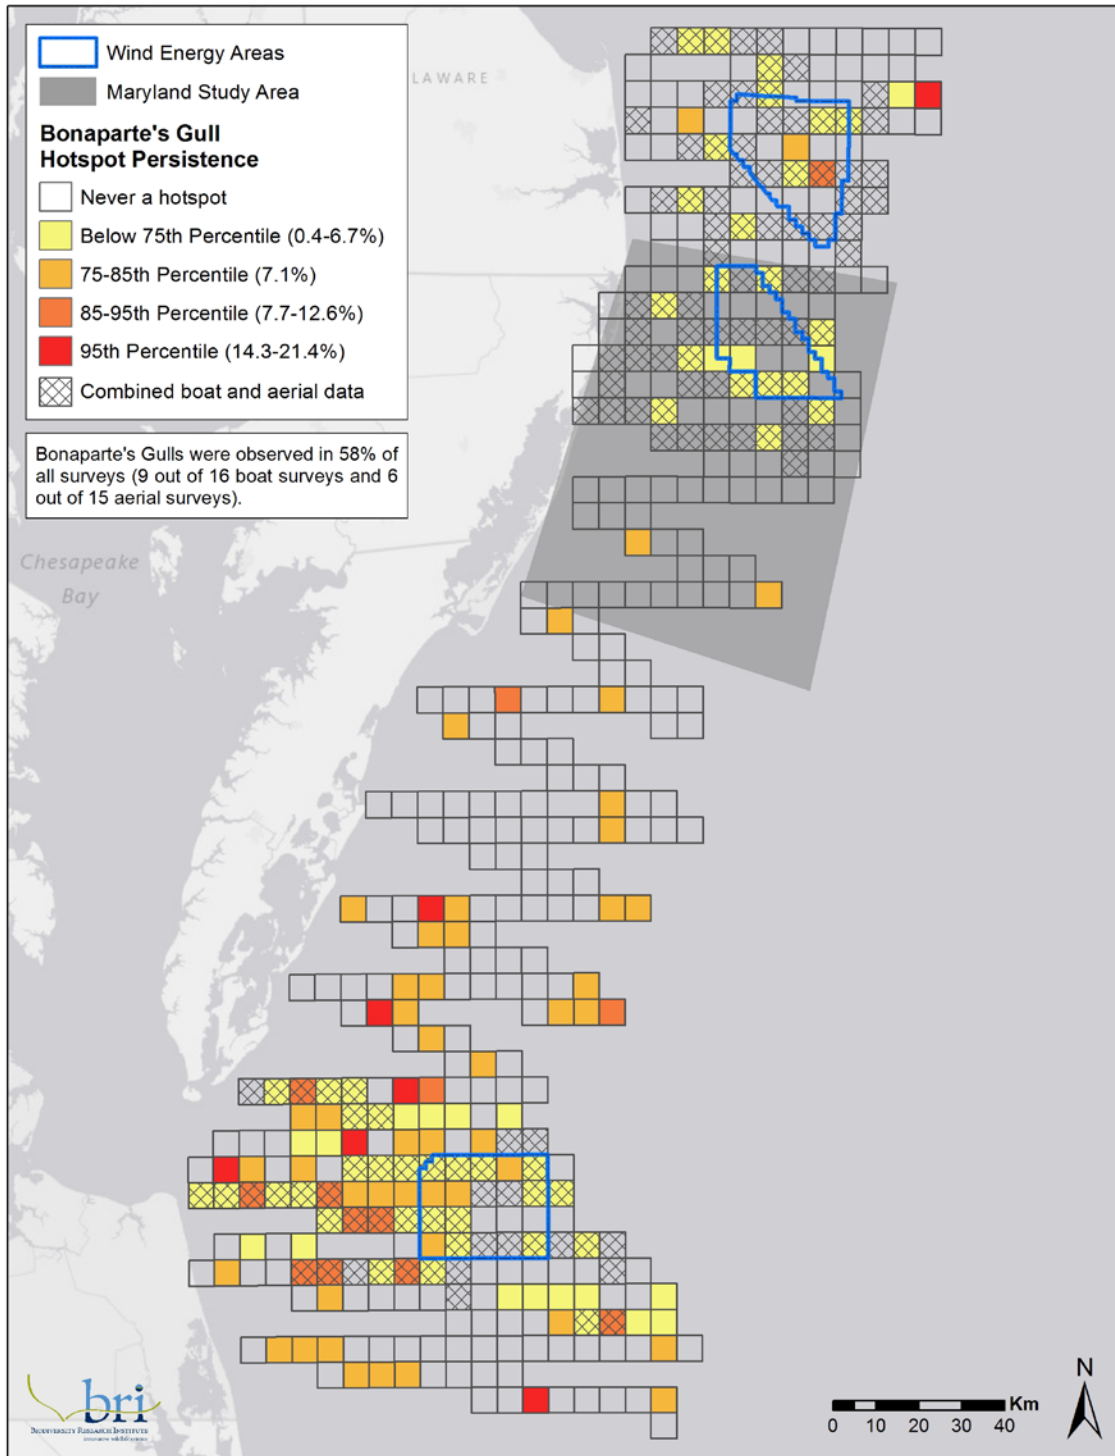 Wind Energy Areas
Maryland Study Area
Bonaparte's Gull
Hotspot Persistence
Never a hotspot
Below 75th Percentile (0.4-6.7%)
75-85th Percentile (7.1%)
85-95th Percentile (7.7-12.6%)
95th Percentile (14.3-21.4%)
Combined boat and aerial data
Bonaparte's Gulls were observed in 58% of
all surveys (9 out of 16 boat surveys and 6
out of 15 aerial surveys).
LAWARE
Chesapeake
Bay
bri
BIODIVERSITY RESEARCH INSTITUTE
Km
0 10 20 30 40
N